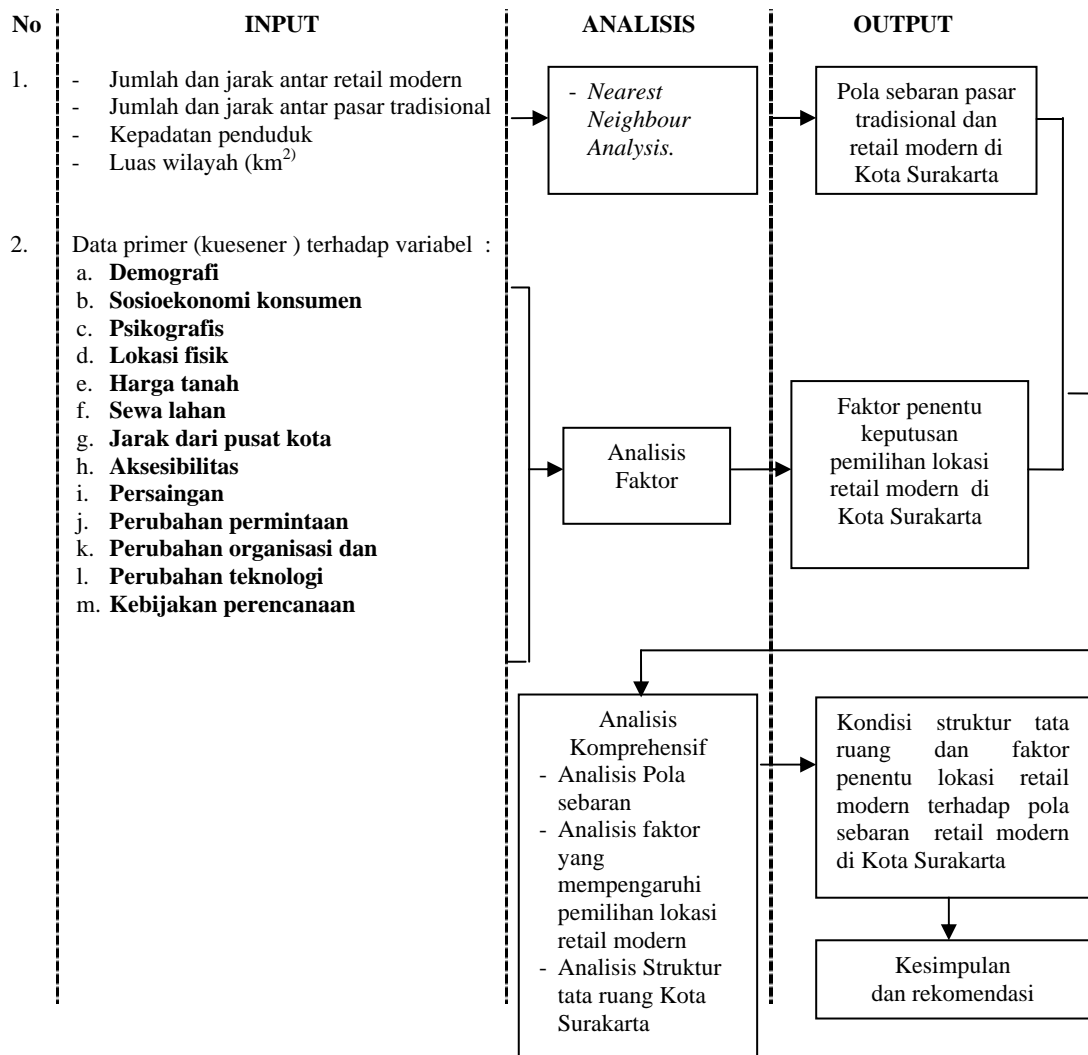 No INPUT ANALISIS OUTPUT
1. - Jumlah dan jarak antar retail modern
- Jumlah dan jarak antar pasar tradisional
- Kepadatan penduduk
- Luas wilayah (km2)
- Nearest
Neighbour
Analysis.
Pola sebaran pasar
tradisional dan
retail modern di
Kota Surakarta
2. Data primer (kuesener ) terhadap variabel :
a. Demografi
b. Sosioekonomi konsumen
c. Psikografis
d. Lokasi fisik
e. Harga tanah
f. Sewa lahan
g. Jarak dari pusat kota
h. Aksesibilitas
i. Persaingan
j. Perubahan permintaan
k. Perubahan organisasi dan
l. Perubahan teknologi
m. Kebijakan perencanaan
Analisis
Faktor
Faktor penentu
keputusan
pemilihan lokasi
retail modern di
Kota Surakarta
Analisis
Komprehensif
- Analisis Pola
sebaran
- Analisis faktor
yang
mempengaruhi
pemilihan lokasi
retail modern
- Analisis Struktur
tata ruang Kota
Surakarta
Kondisi struktur tata
ruang dan faktor
penentu lokasi retail
modern terhadap pola
sebaran retail modern
di Kota Surakarta
Kesimpulan
dan rekomendasi